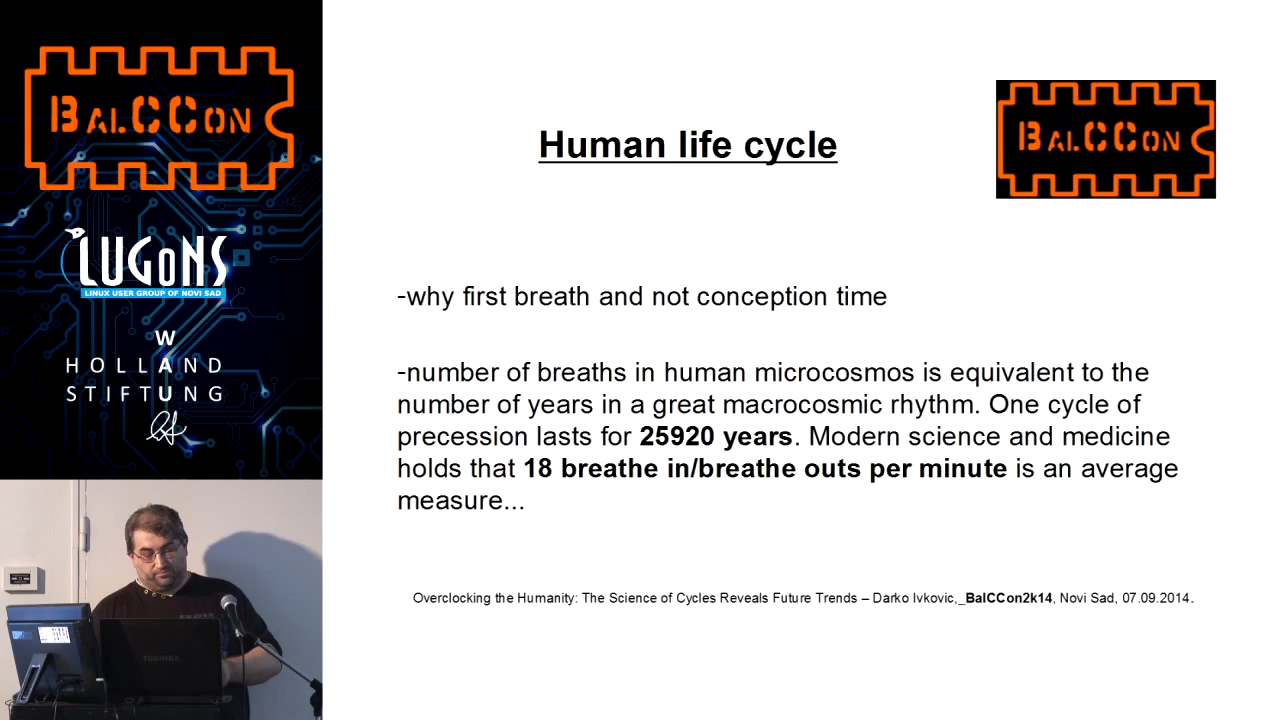 BALCCON
LUGONS
LINUX USER GROUP OF NOVI SAD
W
HOLLAND
STIFTUNG
Human life cycle
BALCCON
-why first breath and not conception time
-number of breaths in human microcosmos is equivalent to the
number of years in a great macrocosmic rhythm. One cycle of
precession lasts for 25920 years. Modern science and medicine
holds that 18 breathe in/breathe outs per minute is an average
measure...
Overclocking the Humanity: The Science of Cycles Reveals Future Trends – Darko Ivkovic,_BalCCon2k14, Novi Sad, 07.09.2014.
TOSHIBA